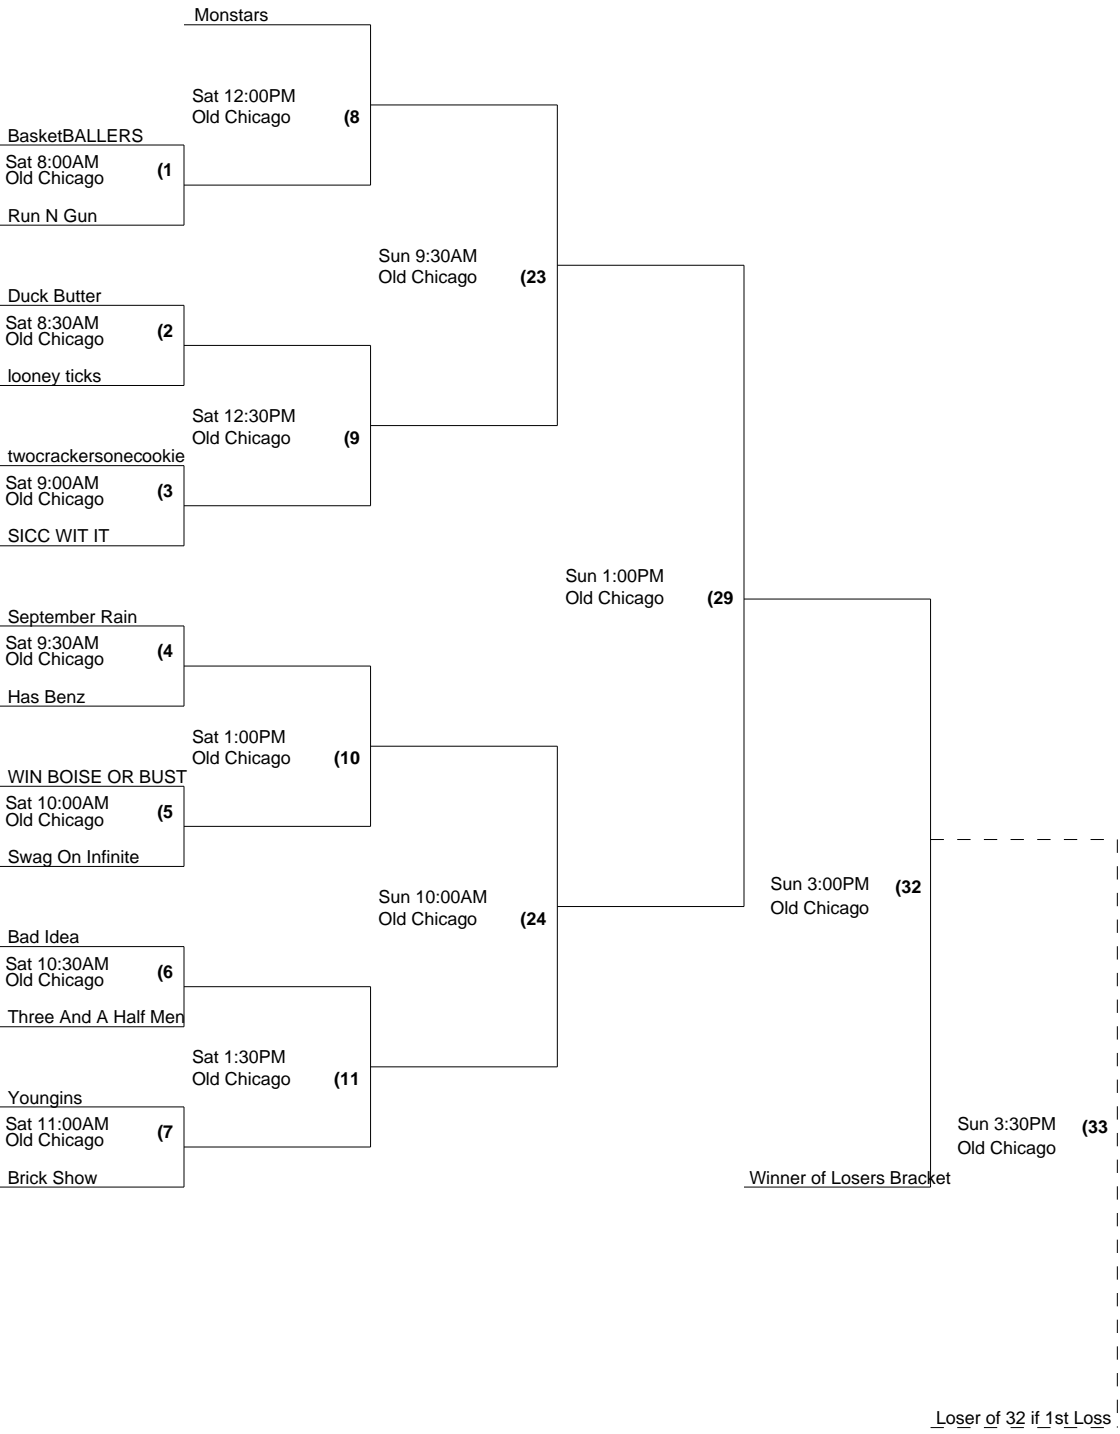 Monstars
Sat 12:00PM
Old Chicago (8
BasketBALLERS
Sat 8:00AM
Old Chicago (1
Run N Gun
Sun 9:30AM
Old Chicago (23
Duck Butter
Sat 8:30AM
Old Chicago (2
looney ticks
Sat 12:30PM
Old Chicago (9
twocrackersonecookie
Sat 9:00AM
Old Chicago (3
SICC WIT IT
Sun 1:00PM
Old Chicago (29
September Rain
Sat 9:30AM
Old Chicago (4
Has Benz
Sat 1:00PM
Old Chicago (10
WIN BOISE OR BUST
Sat 10:00AM
Old Chicago (5
Swag On Infinite
Sun 10:00AM
Old Chicago (24
Sun 3:00PM (32
Old Chicago
Bad Idea
Sat 10:30AM
Old Chicago (6
Three And A Half Men
Sat 1:30PM
Old Chicago (11
Youngins
Sat 11:00AM
Old Chicago (7
Brick Show
Sun 3:30PM (33
Old Chicago
Winner of Losers Bracket
Loser of 32 if 1st Loss